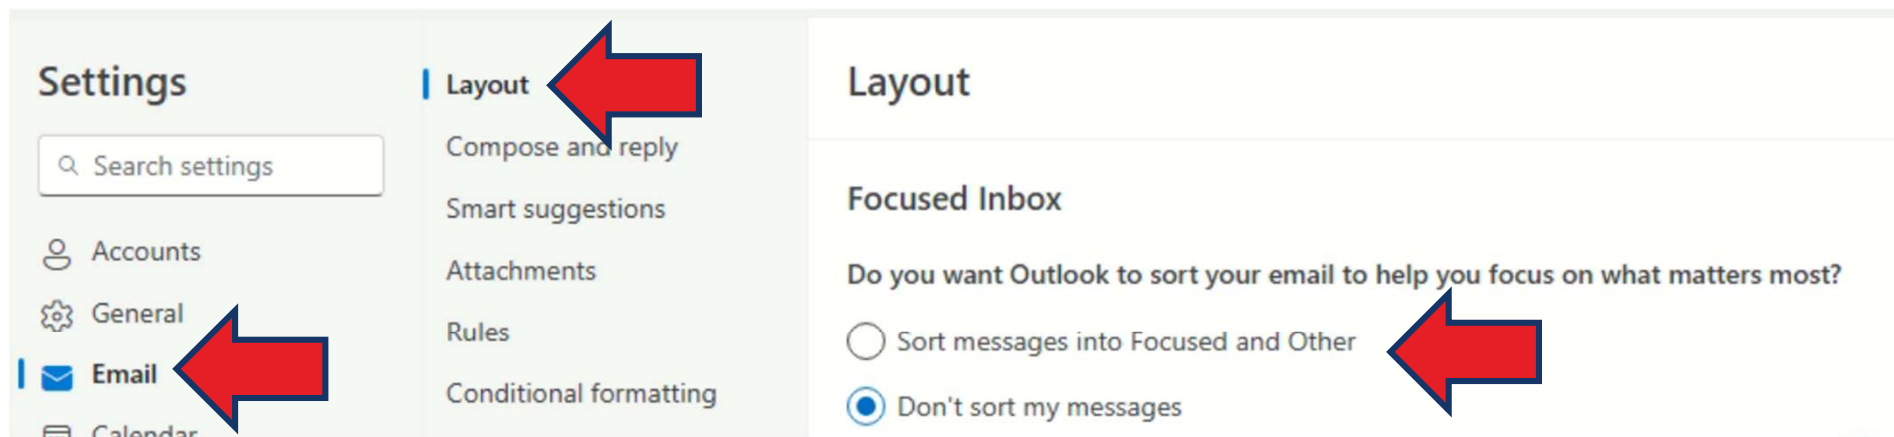 Settings
Search settings
Accounts
General
Email
Calendar
Layout
Compose and reply
Smart suggestions
Attachments
Rules
Conditional formatting
Layout
Focused Inbox
Do you want Outlook to sort your email to help you focus on what matters most?
Sort messages into Focused and Other
Don't sort my messages